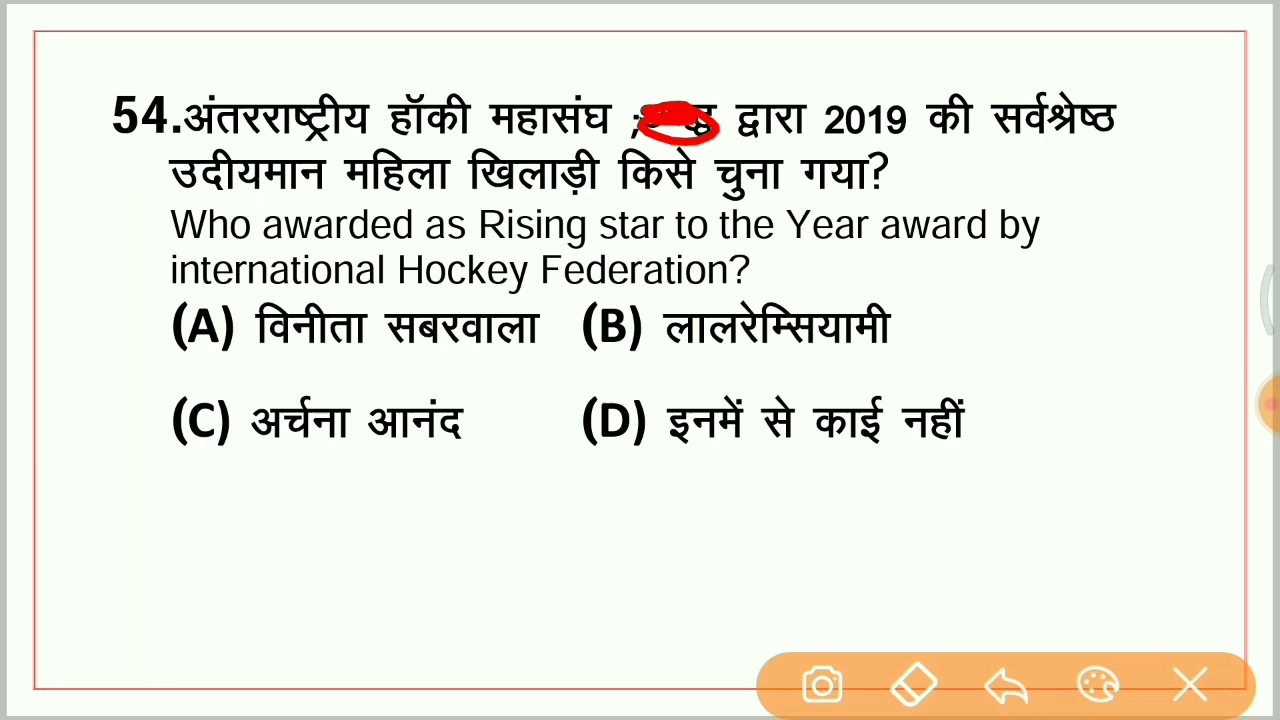 54.अंतरराष्ट्रीय हॉकी महासंघ ; द्वारा 2019 की सर्वश्रेष्ठ
उदीयमान महिला खिलाड़ी किसे चुना गया?
Who awarded as Rising star to the Year award by
international Hockey Federation?
(A) विनीता सबरवाला (B) लालरेम्सियामी
(C) अर्चना आनंद (D) इनमें से काई नहीं